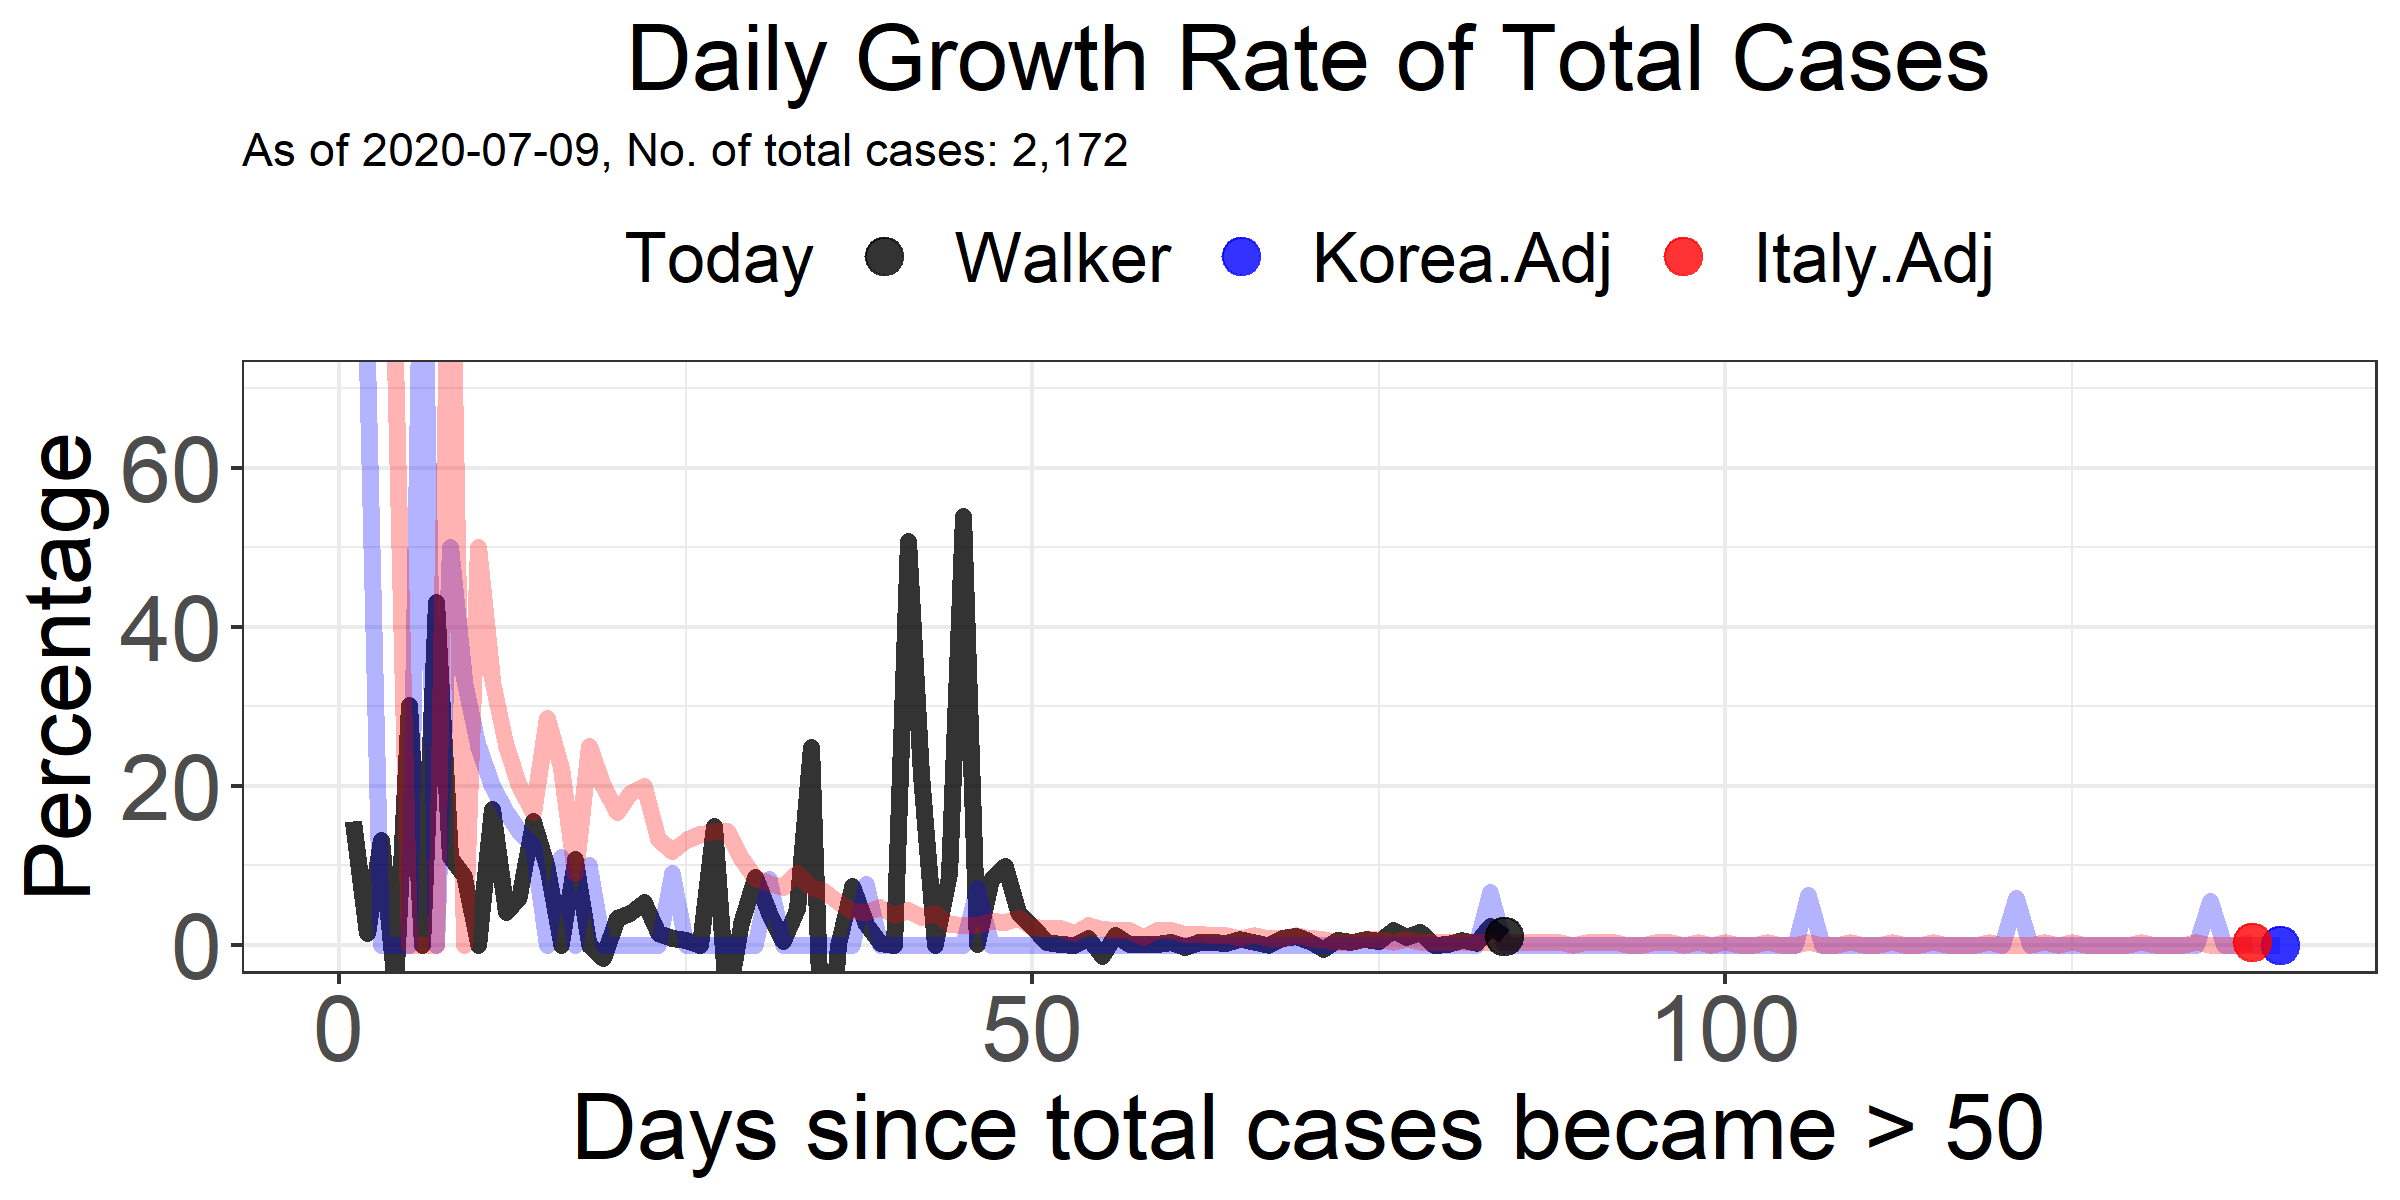 Daily Growth Rate of Total Cases
As of 2020-07-09, No. of total cases: 2,172
Today Walker Korea.Adj Italy.Adj
Percentage
60
40
20
0
0 50 100
Days since total cases became > 50